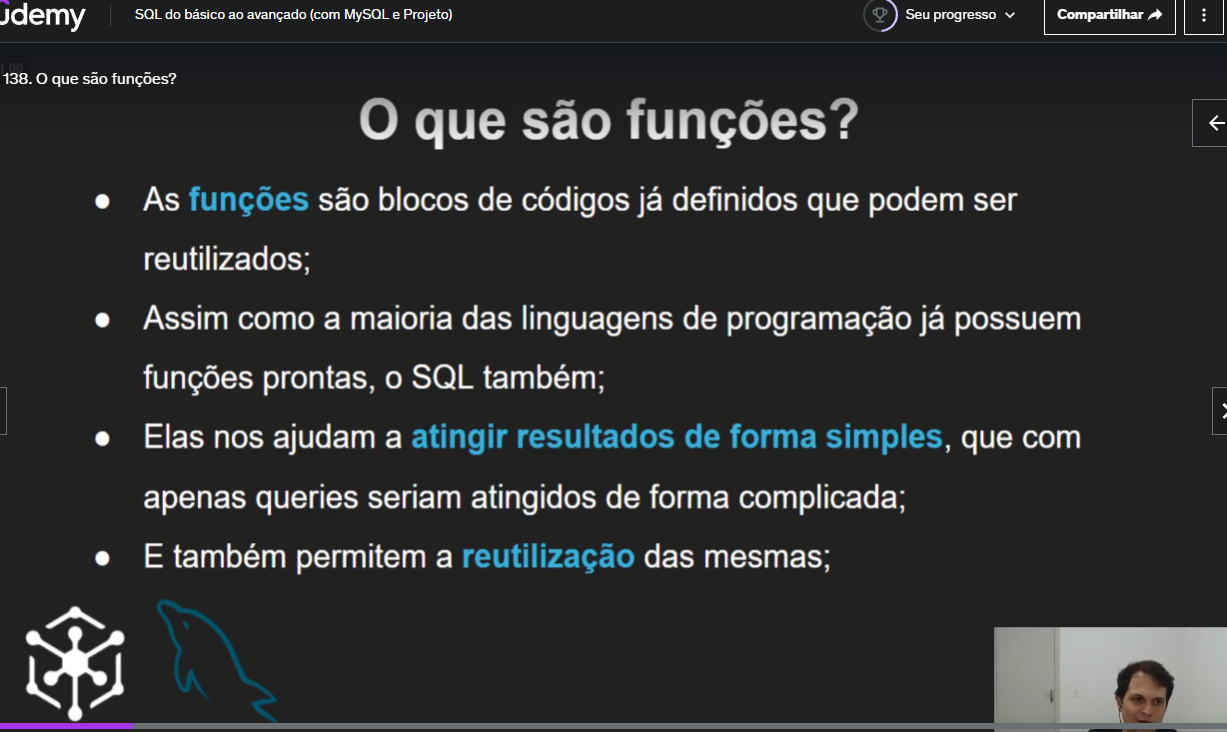 udemy
SQL do básico ao avançado (com MySQL e Projeto)
Seu progresso
Compartilhar
1.00
138. O que são funções?
O que são funções?
● As funções são blocos de códigos já definidos que podem ser
reutilizados;
● Assim como a maioria das linguagens de programação já possuem
funções prontas, o SQL também;
● Elas nos ajudam a atingir resultados de forma simples, que com
apenas queries seriam atingidos de forma complicada;
● E também permitem a reutilização das mesmas;